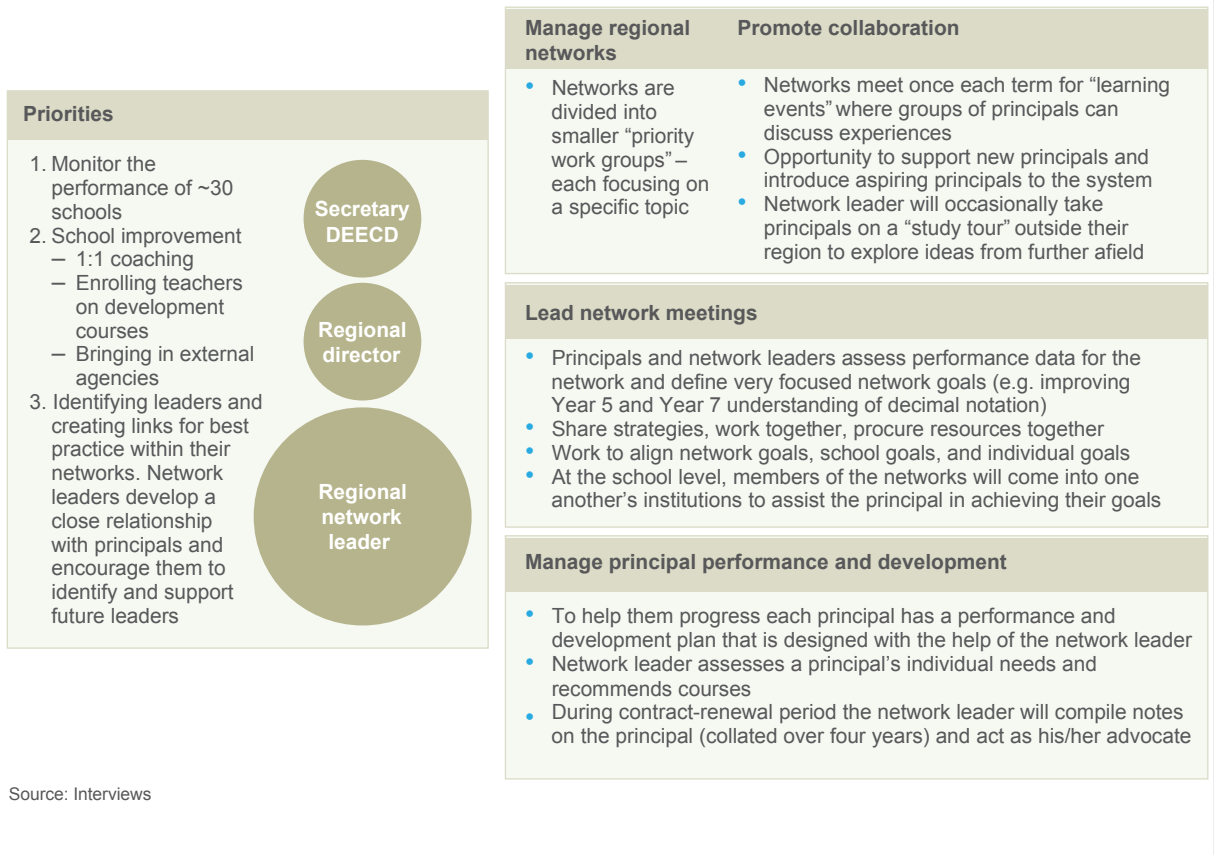 Priorities
1. Monitor the
performance of ~30
schools
2. School improvement
– 1:1 coaching
– Enrolling teachers
on development
courses
– Bringing in external
agencies
3. Identifying leaders and
creating links for best
practice within their
networks. Network
leaders develop a
close relationship
with principals and
encourage them to
identify and support
future leaders
Secretary
DEECD
Regional
director
Regional
network
leader
Manage regional
networks
• Networks are
divided into
smaller “priority
work groups” –
each focusing on
a specific topic
Promote collaboration
• Networks meet once each term for “learning
events” where groups of principals can
discuss experiences
• Opportunity to support new principals and
introduce aspiring principals to the system
• Network leader will occasionally take
principals on a “study tour” outside their
region to explore ideas from further afield
Lead network meetings
• Principals and network leaders assess performance data for the
network and define very focused network goals (e.g. improving
Year 5 and Year 7 understanding of decimal notation)
• Share strategies, work together, procure resources together
• Work to align network goals, school goals, and individual goals
• At the school level, members of the networks will come into one
another’s institutions to assist the principal in achieving their goals
Manage principal performance and development
• To help them progress each principal has a performance and
development plan that is designed with the help of the network leader
• Network leader assesses a principal’s individual needs and
recommends courses
• During contract-renewal period the network leader will compile notes
on the principal (collated over four years) and act as his/her advocate
Source: Interviews